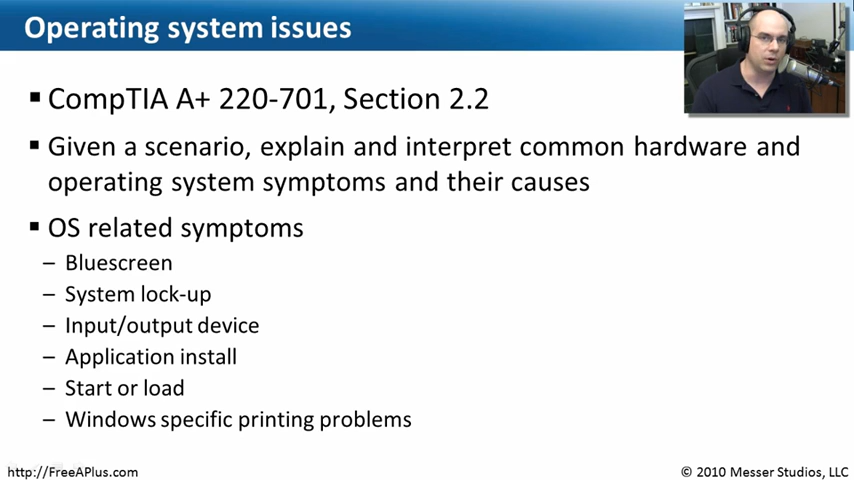 Operating system issues
▪ CompTIA A+ 220-701, Section 2.2
▪ Given a scenario, explain and interpret common hardware and
operating system symptoms and their causes
▪ OS related symptoms
– Bluescreen
– System lock-up
– Input/output device
– Application install
– Start or load
– Windows specific printing problems
http://FreeAPlus.com
© 2010 Messer Studios, LLC